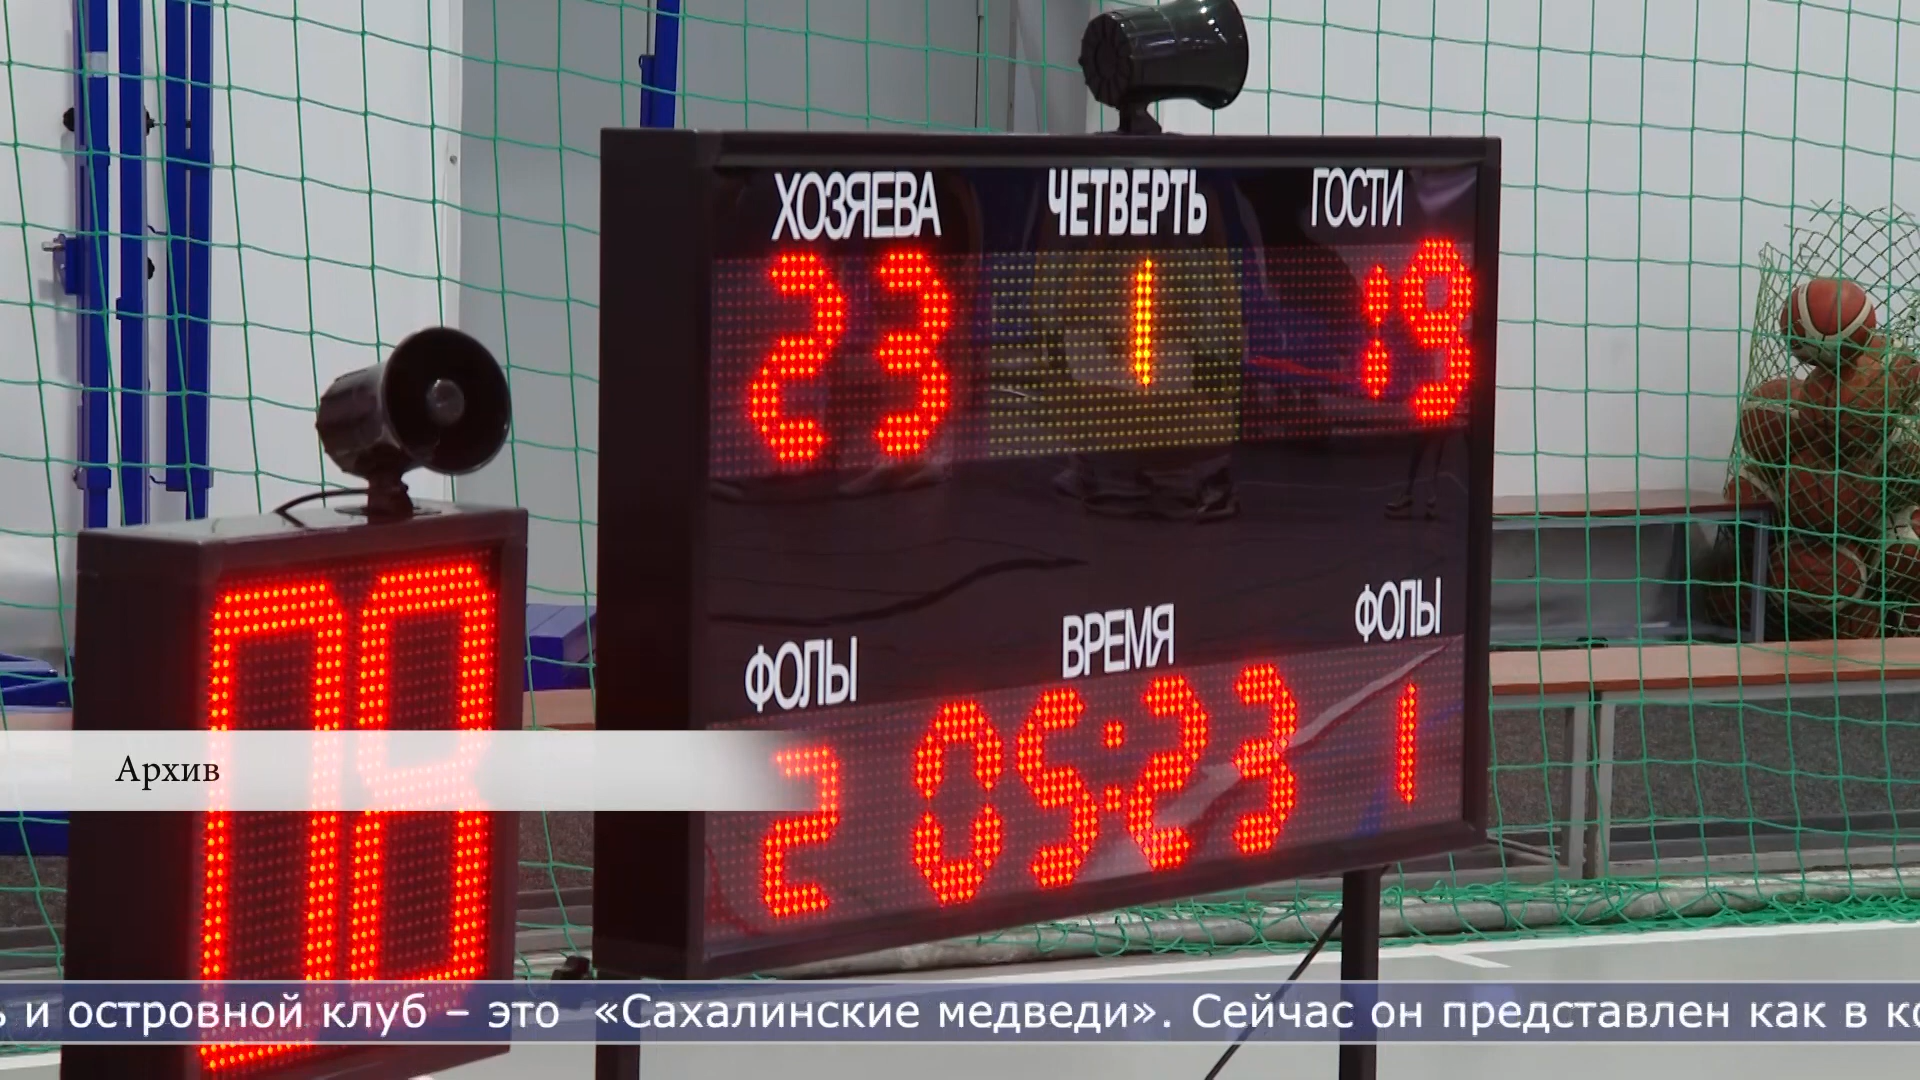 ХОЗЯЕВА ЧЕТВЕРТЬ ГОСТИ
23 1 19
ФОЛЫ ВРЕМЯ ФОЛЫ
2 05:23 1
08
Архив
и островной клуб – это «Сахалинские медведи». Сейчас он представлен как в